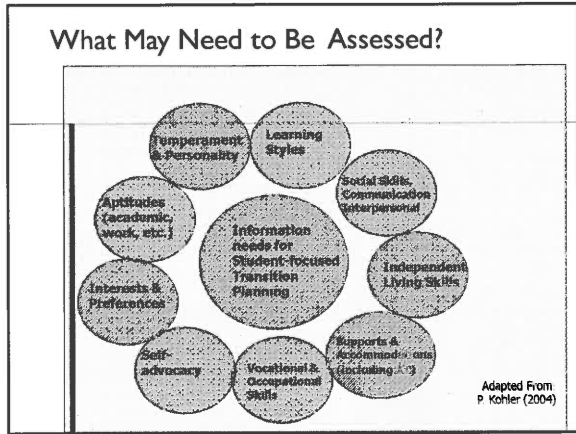 What May Need to Be Assessed?
Temperament
& Personality
Learning
Styles
Social Skills,
Communication
Interpersonal
Aptitudes
(academic,
work, etc.)
Information
needs for
Student-focused
Transition
Planning
Independent
Living Skills
Interests &
Preferences
Self-
advocacy
Vocational &
Occupational
Skills
Supports &
(including
Adapted From
P. Kohler (2004)